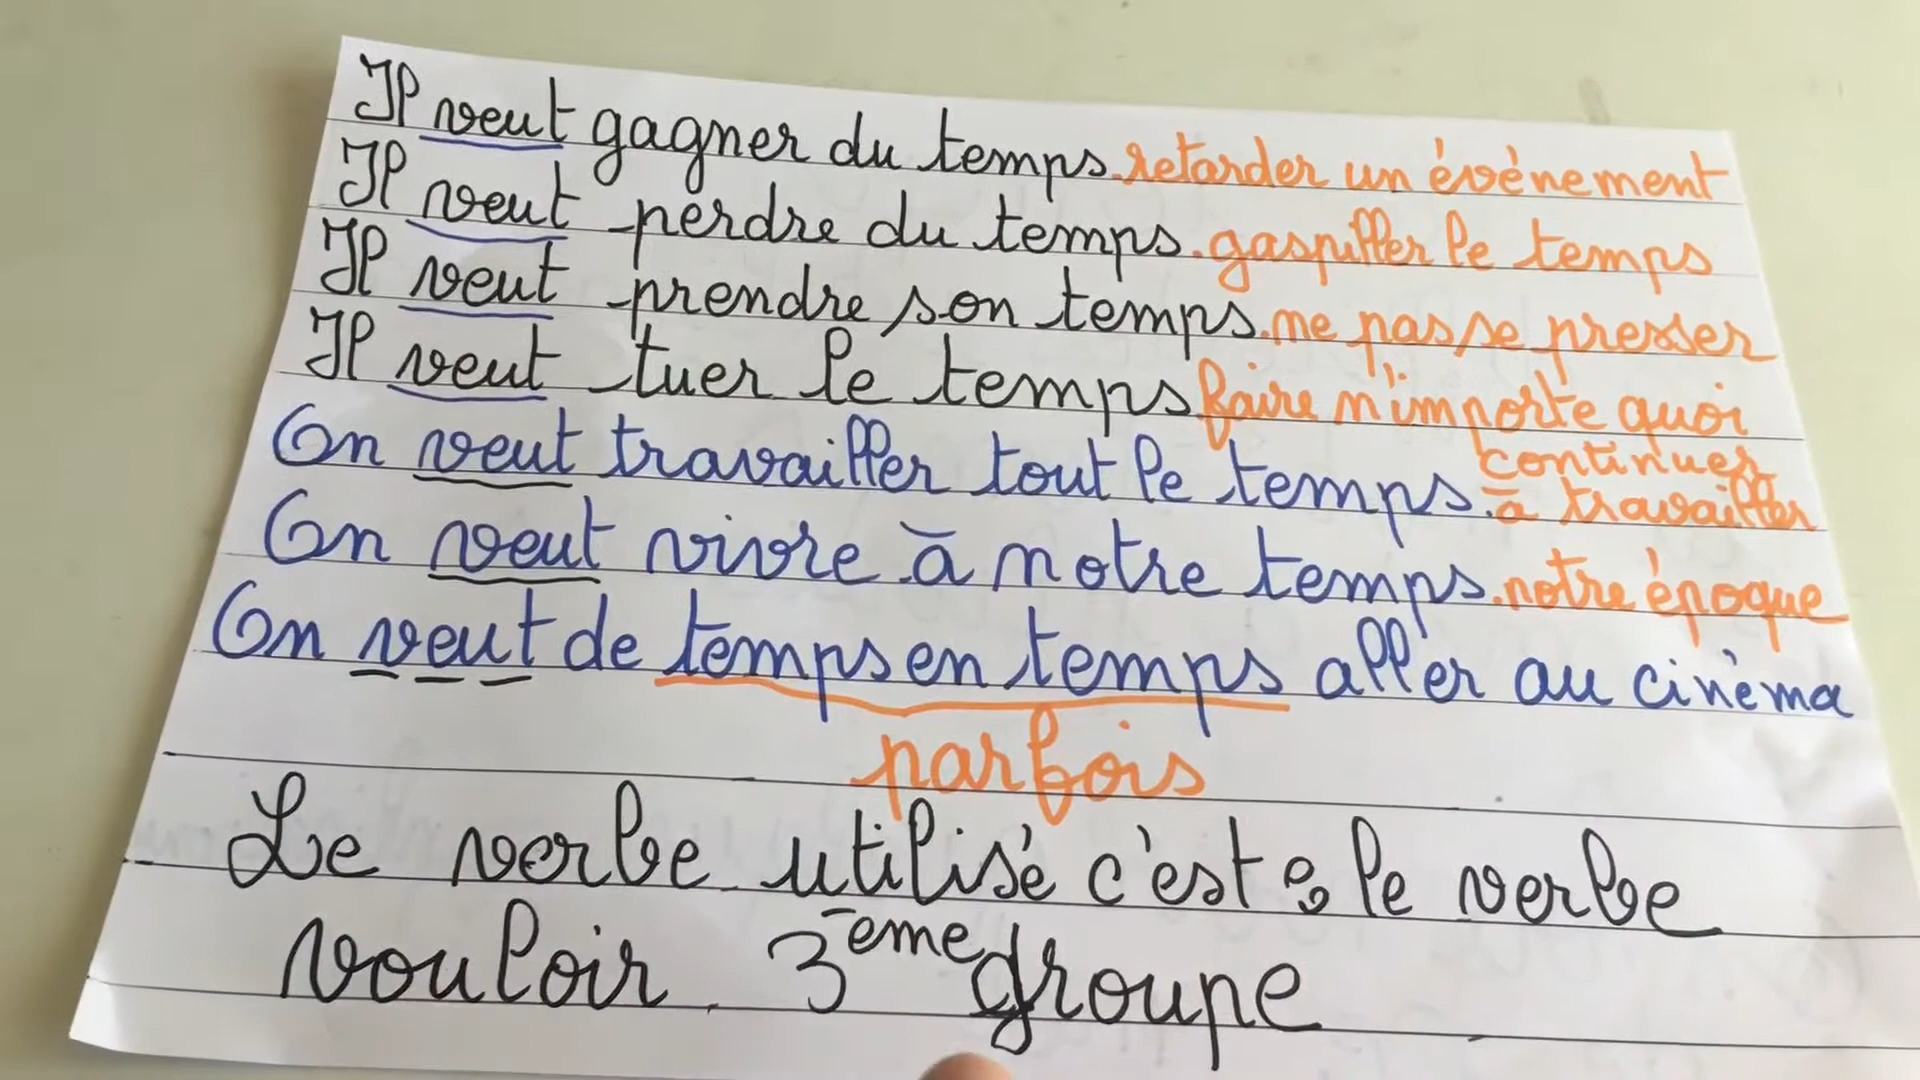 Il veut gagner du temps. retarder un événement
Il veut perdre du temps. gaspiller le temps
Il veut prendre son temps. ne pas se presser
Il veut tuer le temps faire n'importe quoi
On veut travailler tout le temps. continuer à travailler
On veut vivre à notre temps. notre époque
On veut de temps en temps aller au cinéma
parfois
Le verbe utilisé c'est : le verbe
vouloir. 3ème groupe